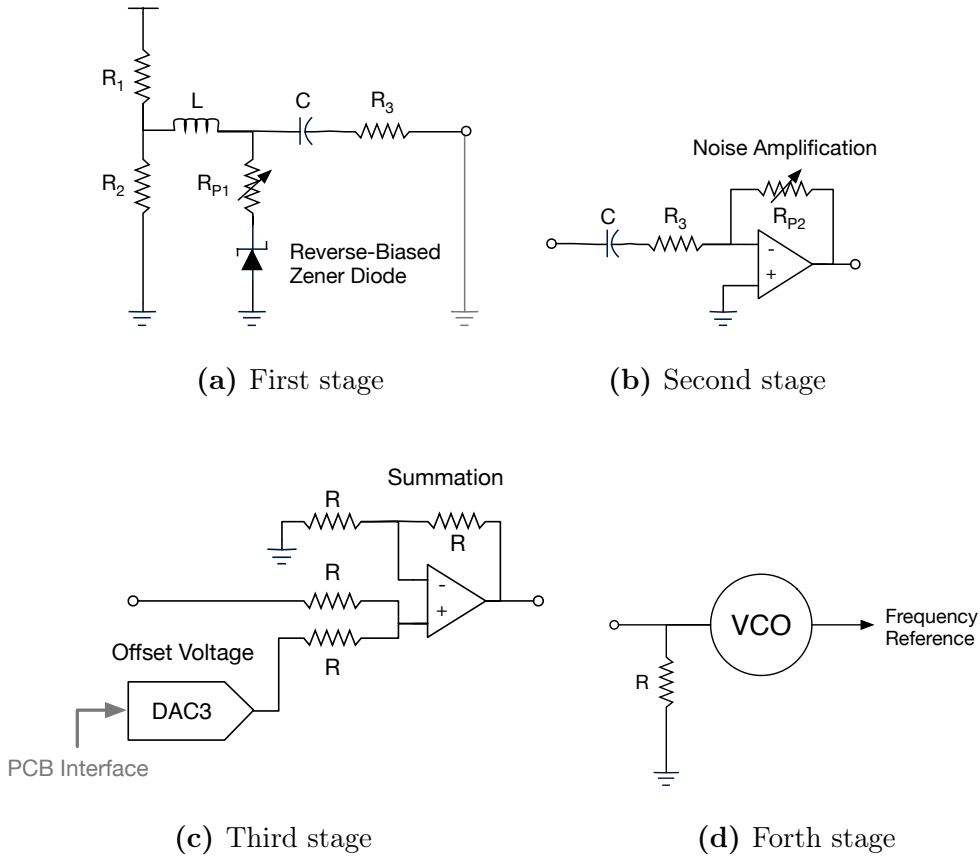 R1
L
C
R3
R2
RP1
Reverse-Biased
Zener Diode
(a) First stage
Noise Amplification
C
R3
RP2
-
+
(b) Second stage
Summation
R
R
R
-
+
R
Offset Voltage
DAC3
PCB Interface
(c) Third stage
VCO
Frequency
Reference
R
(d) Forth stage